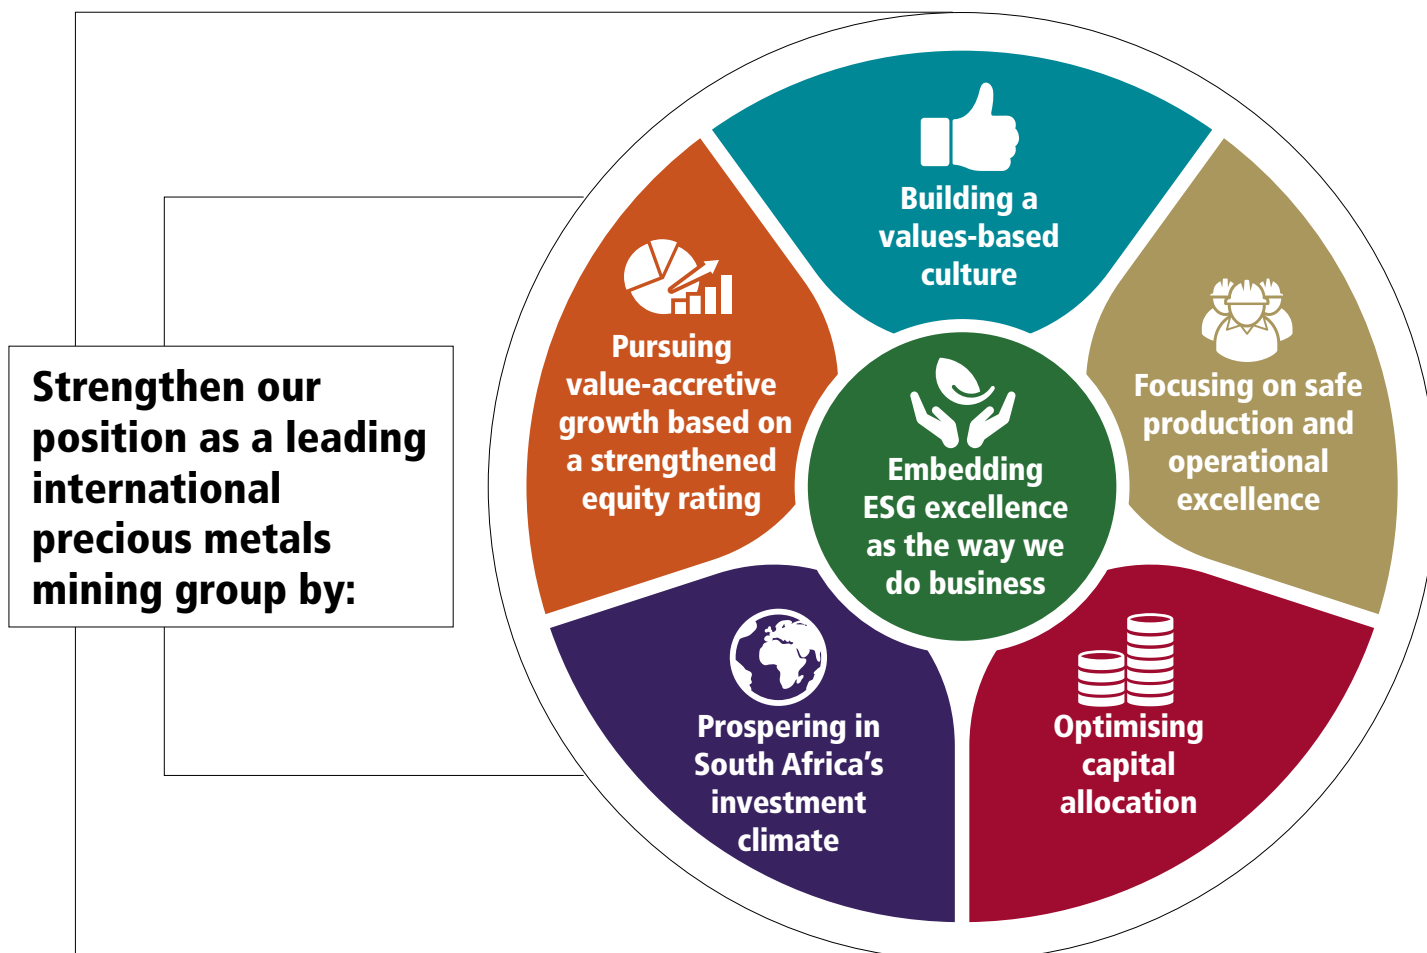 Strengthen our
position as a leading
international
precious metals
mining group by:
Building a
values-based
culture
Focusing on safe
production and
operational
excellence
Optimising
capital
allocation
Prospering in
South Africa's
investment
climate
Pursuing
value-accretive
growth based on
a strengthened
equity rating
Embedding
ESG excellence
as the way we
do business